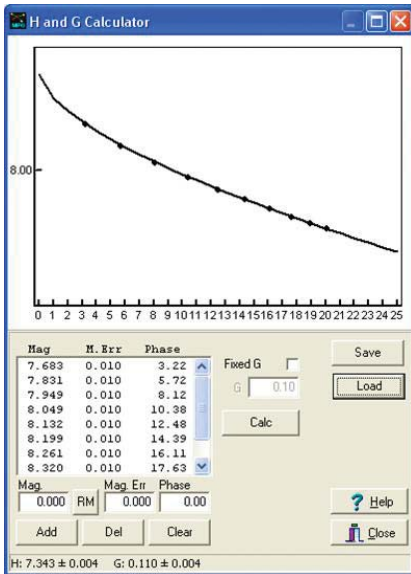 H and G Calculator
8.00
0 1 2 3 4 5 6 7 8 9 10 11 12 13 14 15 16 17 18 19 20 21 22 23 24 25
Mag M.Err Phase
7.683 0.010 3.22
7.831 0.010 5.72
7.949 0.010 8.12
8.049 0.010 10.38
8.132 0.010 12.48
8.199 0.010 14.39
8.261 0.010 16.11
8.320 0.010 17.63
Fixed G
G 0.10
Calc
Save
Load
Mag. Mag. Err Phase
0.000 RM 0.000 0.00
Add Del Clear
? Help
Close
H: 7.343 ± 0.004 G: 0.110 ± 0.004